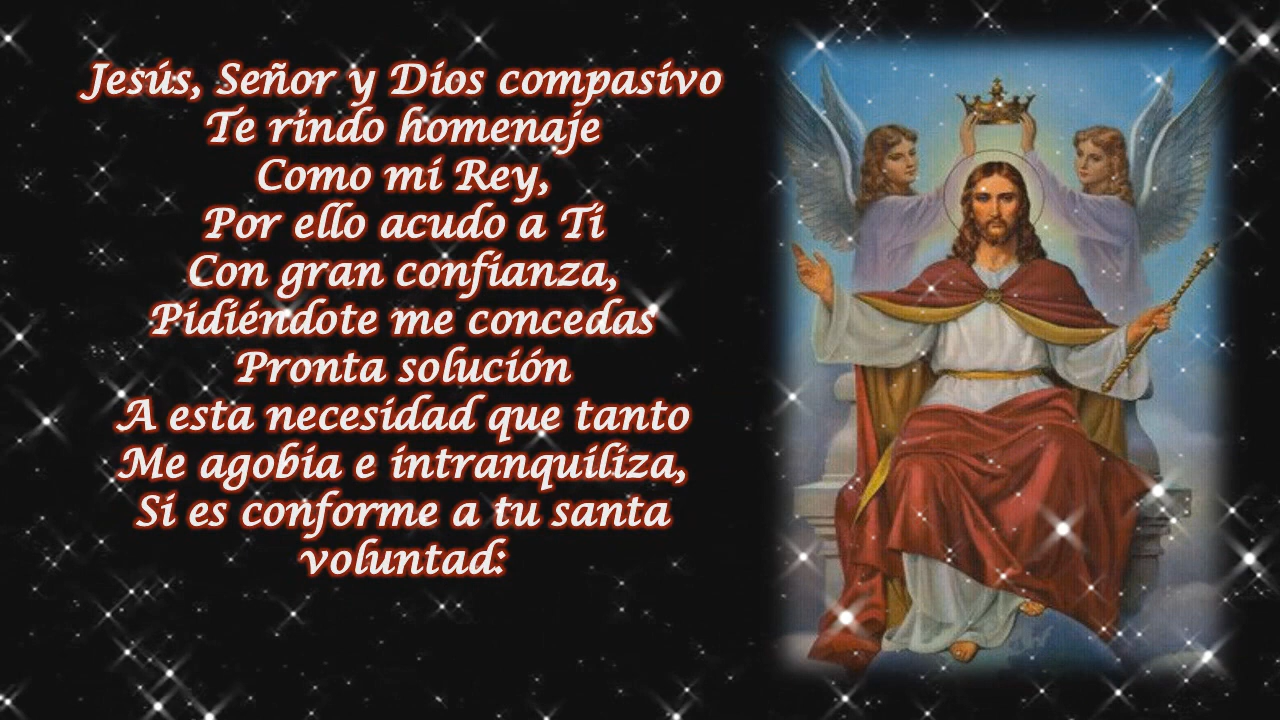 Jesús, Señor y Dios compasivo
Te rindo homenaje
Como mi Rey,
Por ello acudo a Ti
Con gran confianza,
Pidiéndote me concedas
Pronta solución
A esta necesidad que tanto
Me agobia e intranquiliza,
Si es conforme a tu santa
voluntad: